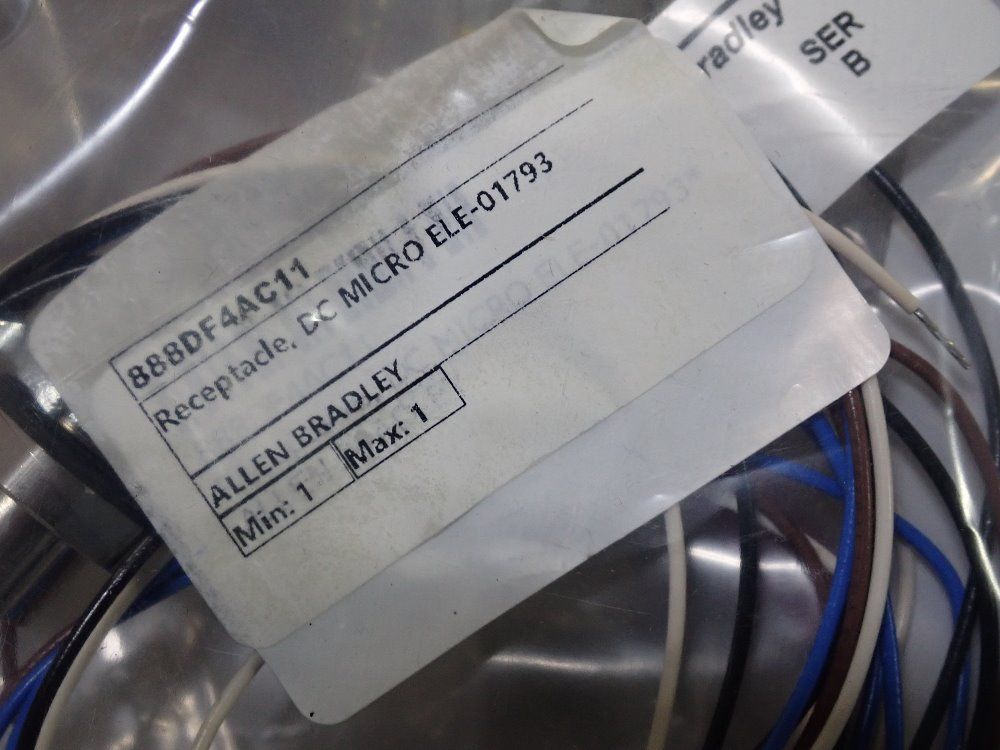 radley
SER
B
888DF4AC11
Receptacle, DC MICRO ELE-01793
ALLEN BRADLEY
Min: 1
Max: 1